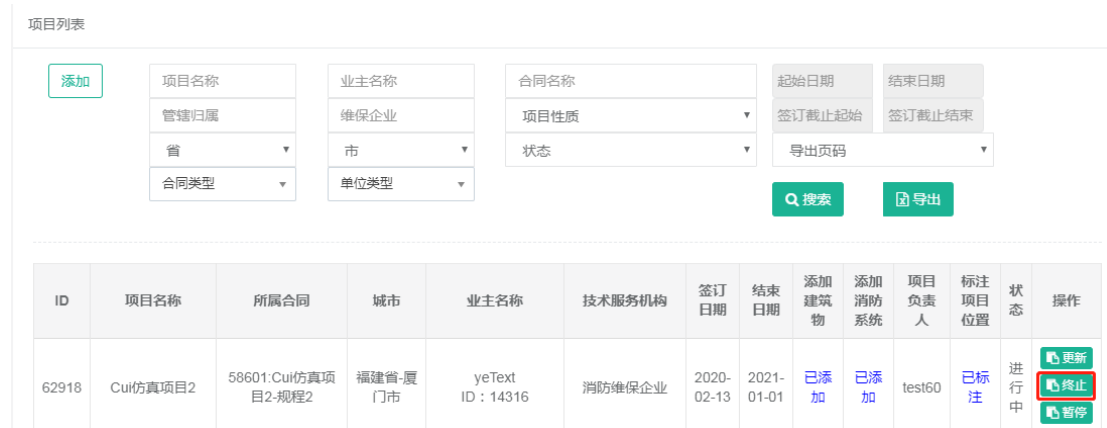 项目列表
添加 项目名称 业主名称 合同名称 起始日期 结束日期
管辖归属 维保企业 项目性质 签订截止起始 签订截止结束
省 市 状态 导出页码
合同类型 单位类型
搜索 导出
ID 项目名称 所属合同 城市 业主名称 技术服务机构 签订日期 结束日期 添加建筑物 添加消防系统 项目负责人 标注项目位置 状态 操作
62918 Cui仿真项目2 58601:Cui仿真项目2-规程2 福建省-厦门市 yeText ID：14316 消防维保企业 2020-02-13 2021-01-01 已添加 已添加 test60 已标注 进行中 更新
终止
暂停